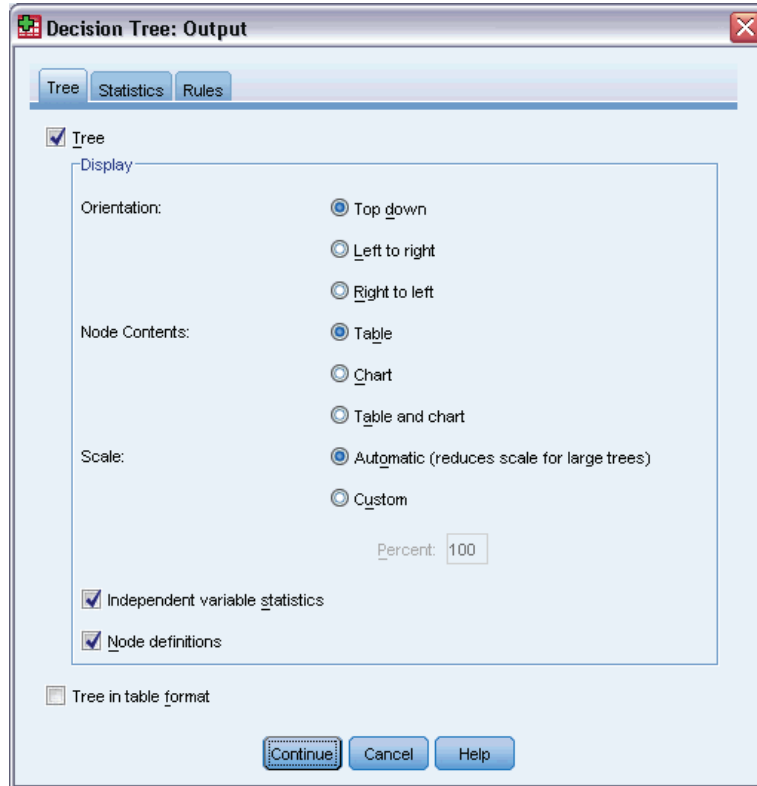 Decision Tree: Output
Tree Statistics Rules
Tree
Display
Orientation: Top down
Left to right
Right to left
Node Contents: Table
Chart
Table and chart
Scale: Automatic (reduces scale for large trees)
Custom
Percent: 100
Independent variable statistics
Node definitions
Tree in table format
Continue Cancel Help